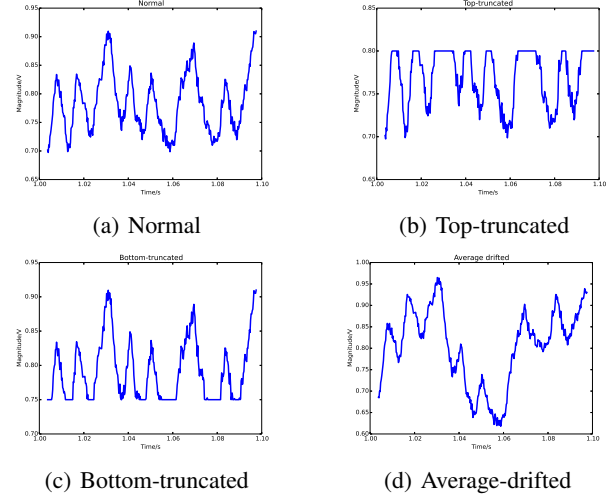 Normal
Magnitude/V
0.95
0.90
0.85
0.80
0.75
0.70
0.65
1.00 1.02 1.04 1.06 1.08 1.10
Time/s
(a) Normal
Top-truncated
Magnitude/V
0.85
0.80
0.75
0.70
0.65
1.00 1.02 1.04 1.06 1.08 1.10
Time/s
(b) Top-truncated
Bottom-truncated
Magnitude/V
0.95
0.90
0.85
0.80
0.75
0.70
1.00 1.02 1.04 1.06 1.08 1.10
Time/s
(c) Bottom-truncated
Average drifted
Magnitude/V
1.00
0.95
0.90
0.85
0.80
0.75
0.70
0.65
0.60
1.00 1.02 1.04 1.06 1.08 1.10
Time/s
(d) Average-drifted